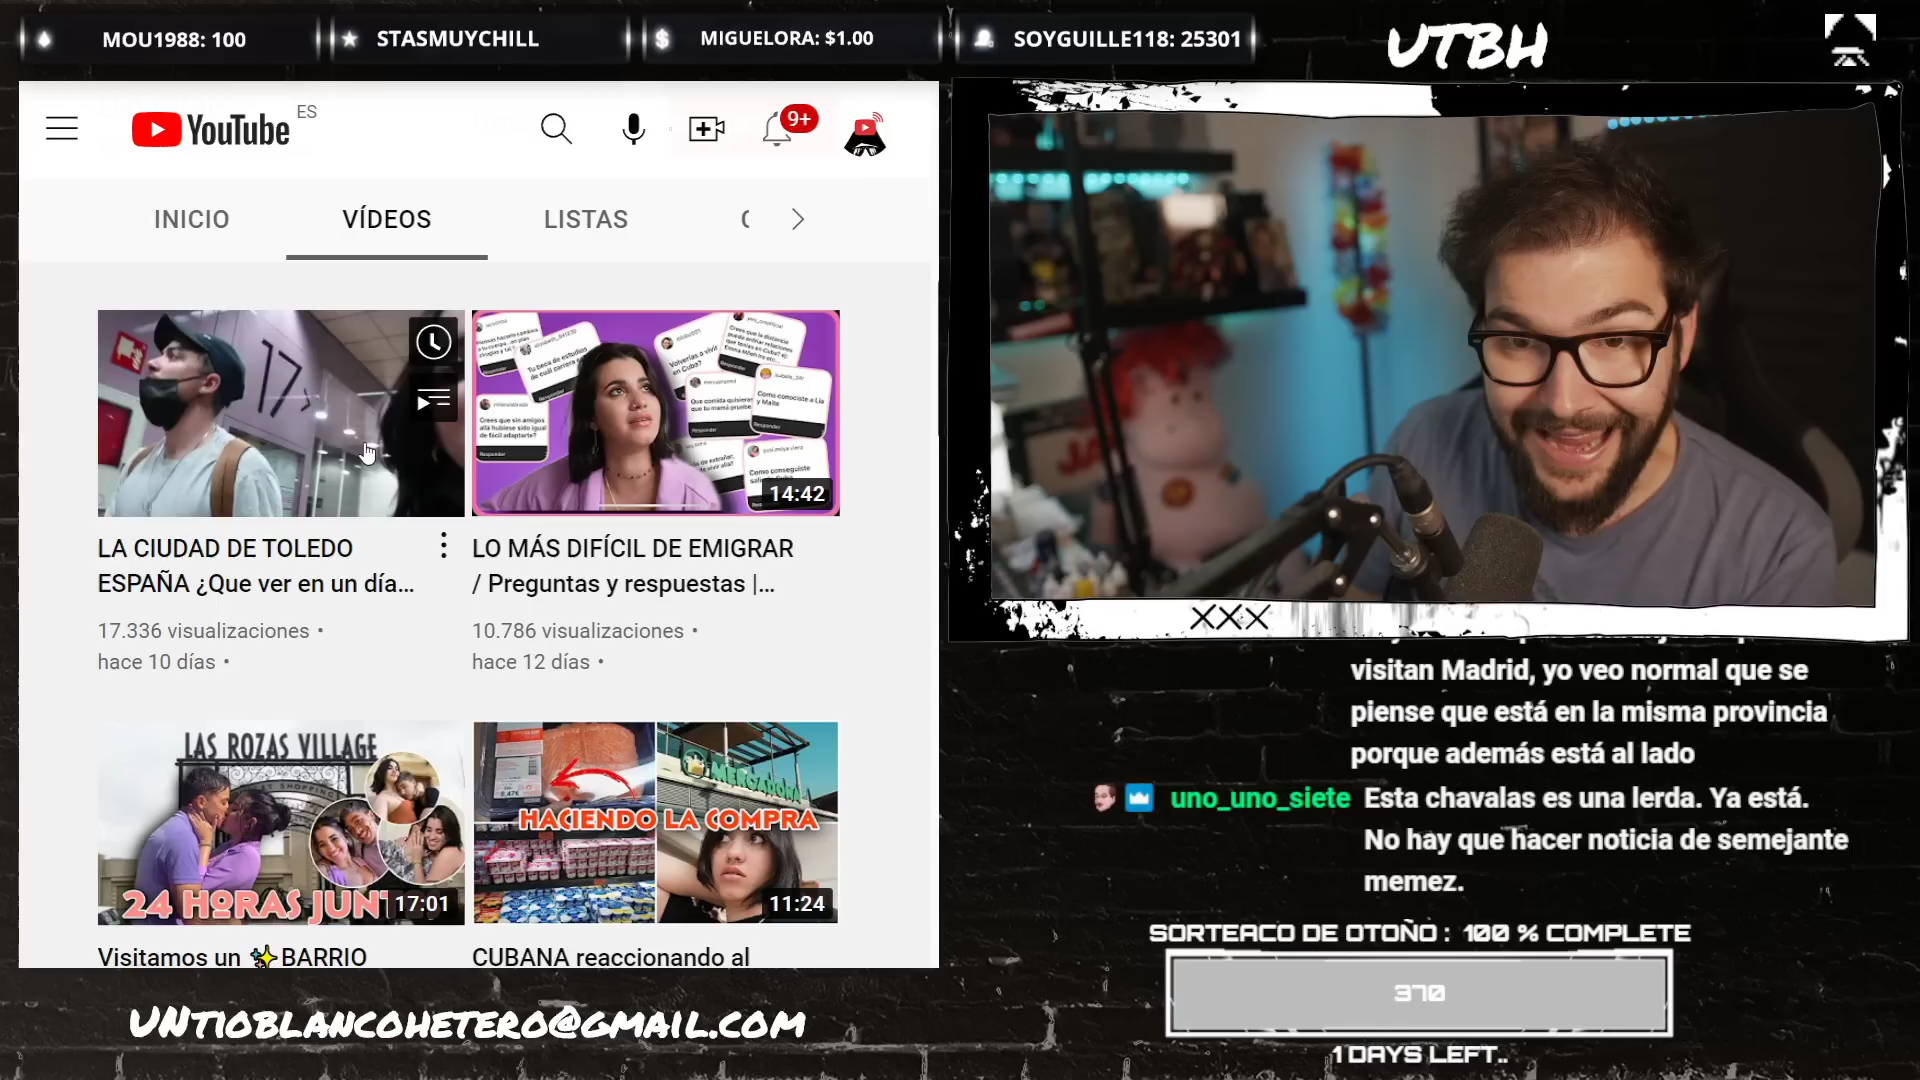 MOU1988: 100
STASMUYCHILL
MIGUELORA: $1.00
SOYGUILLE118: 25301
UTBH
YouTube
ES
9+
INICIO
VÍDEOS
LISTAS
17
14:42
LA CIUDAD DE TOLEDO
ESPAÑA ¿Que ver en un día...
17.336 visualizaciones •
hace 10 días •
LO MÁS DIFÍCIL DE EMIGRAR
/ Preguntas y respuestas |...
10.786 visualizaciones •
hace 12 días •
LAS ROZAS VILLAGE
24 HORAS JUNT
17:01
MERCADONA
HACIENDO LA COMPRA
11:24
Visitamos un ✨BARRIO
CUBANA reaccionando al
XXX
visitan Madrid, yo veo normal que se
piense que está en la misma provincia
porque además está al lado
uno_uno_siete Esta chavalas es una lerda. Ya está.
No hay que hacer noticia de semejante
memez.
SORTEACO DE OTOÑO : 100 % COMPLETE
370
1 DAYS LEFT..
UNTIOBLANCOHETERO@GMAIL.COM